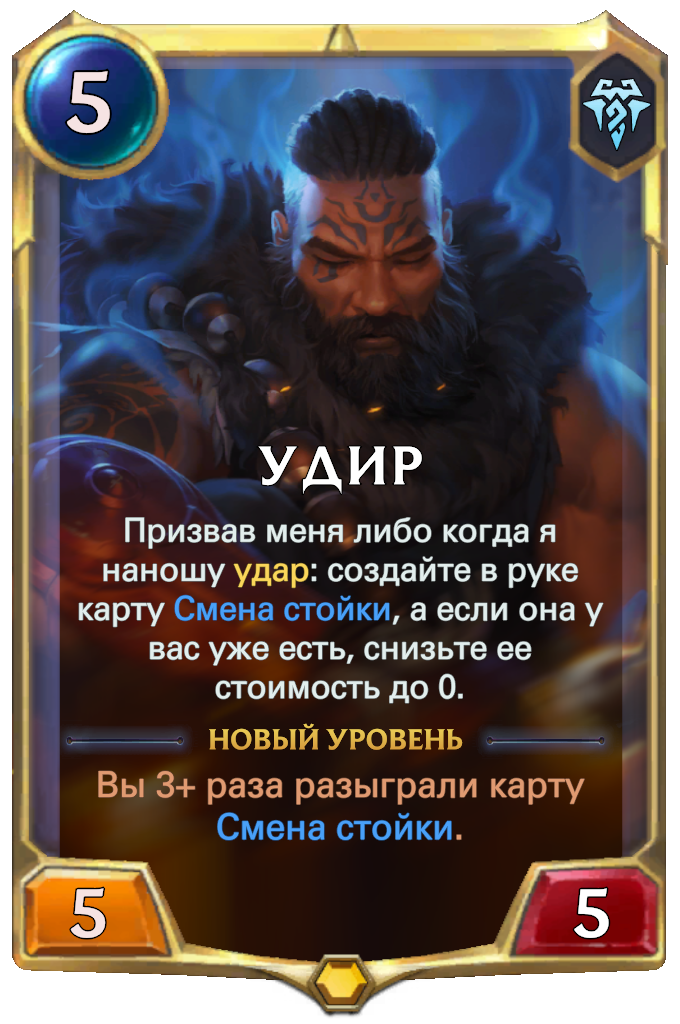 5
УДИР
Призвав меня либо когда я
наношу удар: создайте в руке
карту Смена стойки, а если она у
вас уже есть, снизьте ее
стоимость до 0.
НОВЫЙ УРОВЕНЬ
Вы 3+ раза разыграли карту
Смена стойки.
5
5